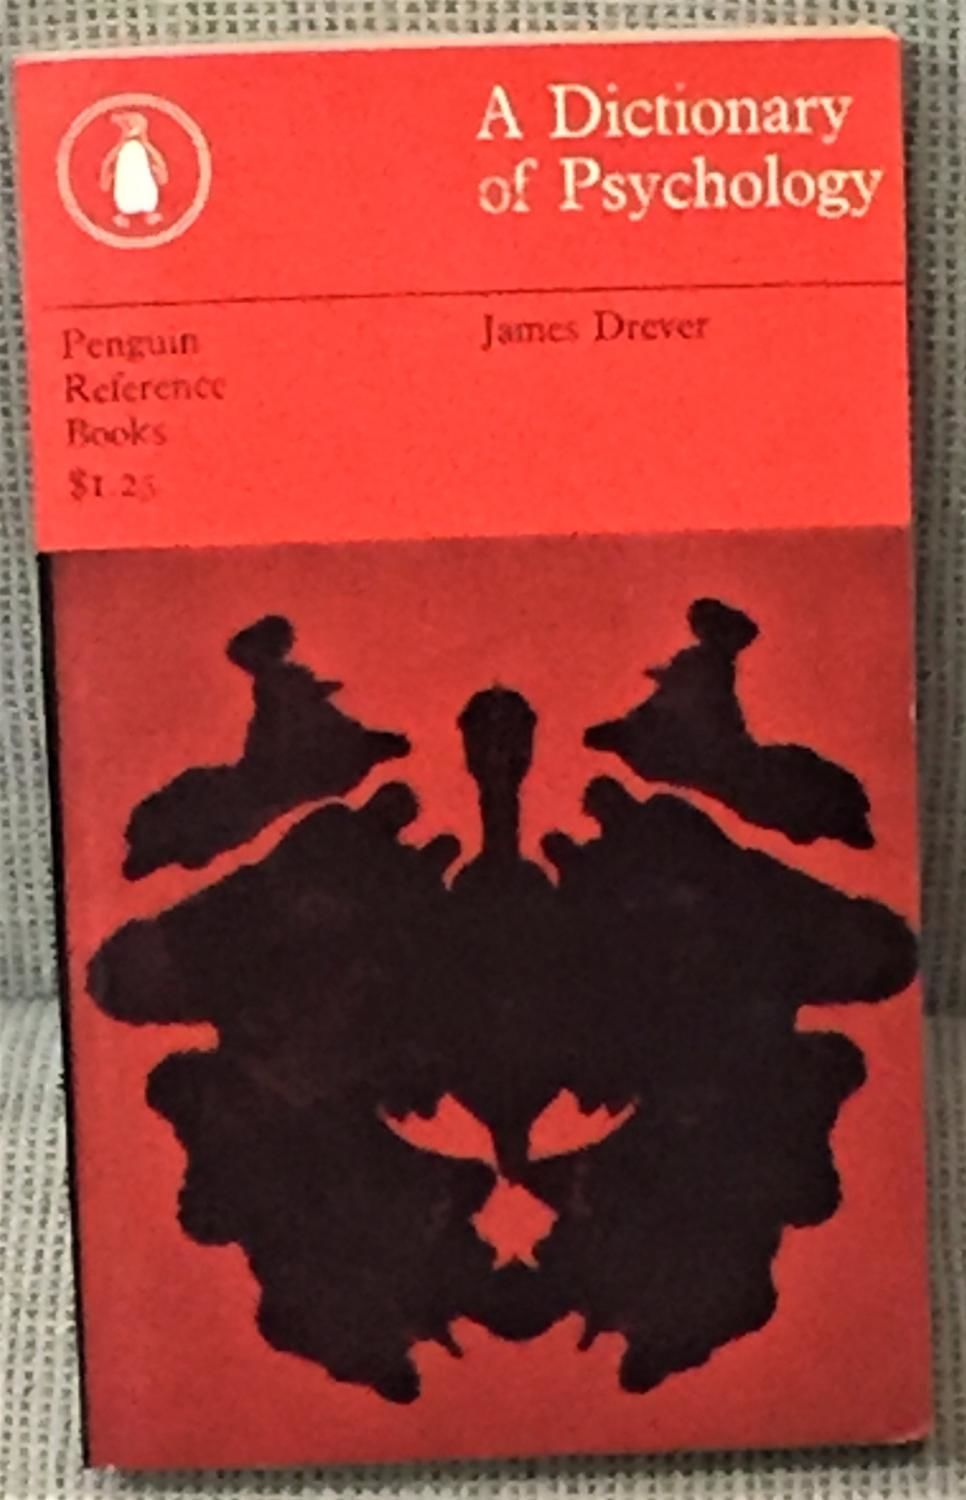 A Dictionary
of Psychology
James Drever
Penguin
Reference
Books
$1.25